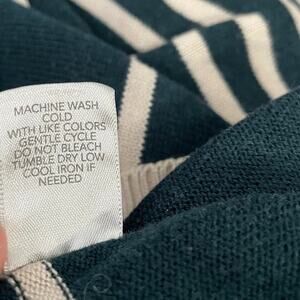 MACHINE WASH
COLD
WITH LIKE COLORS
GENTLE CYCLE
DO NOT BLEACH
TUMBLE DRY LOW
COOL IRON IF
NEEDED